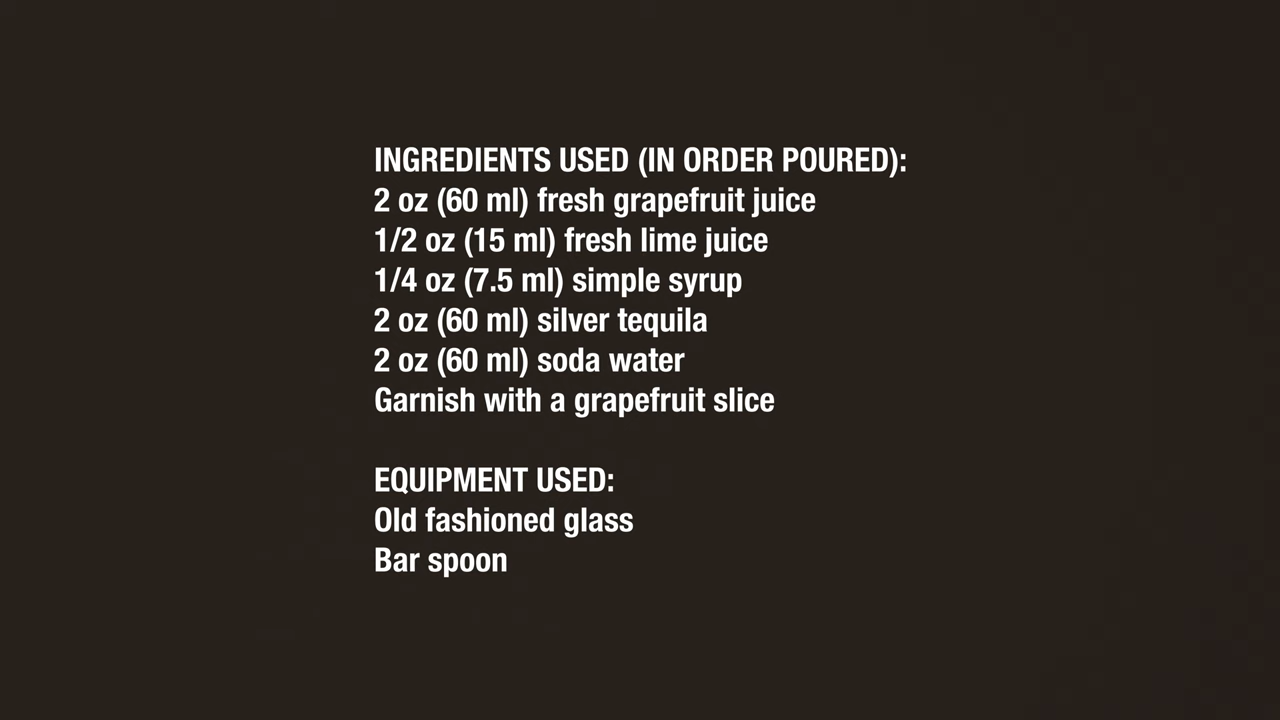 INGREDIENTS USED (IN ORDER POURED):
2 oz (60 ml) fresh grapefruit juice
1/2 oz (15 ml) fresh lime juice
1/4 oz (7.5 ml) simple syrup
2 oz (60 ml) silver tequila
2 oz (60 ml) soda water
Garnish with a grapefruit slice
EQUIPMENT USED:
Old fashioned glass
Bar spoon